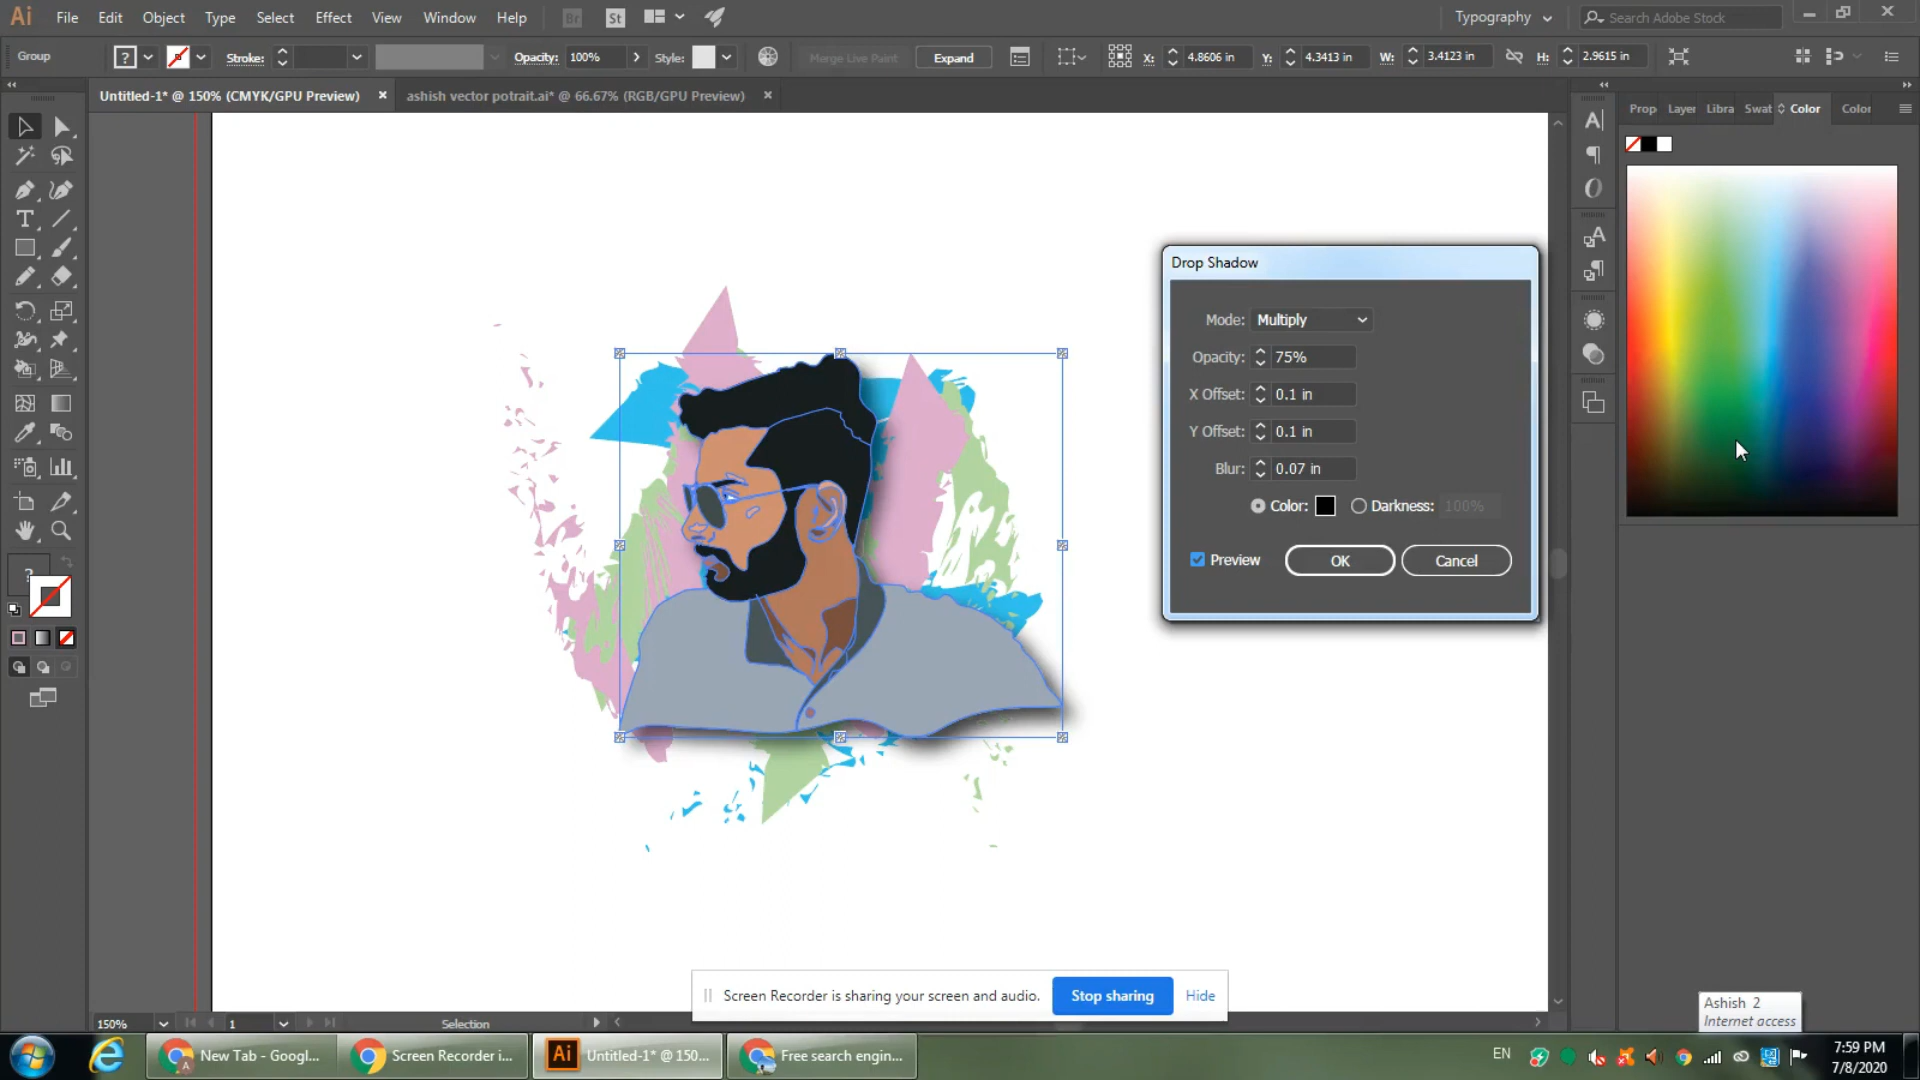 Ai File Edit Object Type Select Effect View Window Help Br St Typography Search Adobe Stock
Group ? Stroke: Opacity: 100% Style: Merge Live Paint Expand X: 4.8606 in Y: 4.3413 in W: 3.4123 in H: 2.9615 in
Untitled-1* @ 150% (CMYK/GPU Preview) × ashish vector potrait.ai* @ 66.67% (RGB/GPU Preview) ×
Prop Layer Libra Swat Color Color
Drop Shadow
Mode: Multiply
Opacity: 75%
X Offset: 0.1 in
Y Offset: 0.1 in
Blur: 0.07 in
Color: Darkness: 100%
Preview OK Cancel
?
Screen Recorder is sharing your screen and audio. Stop sharing Hide
Ashish 2
Internet access
150% 1 Selection
New Tab - Googl... Screen Recorder i... Ai Untitled-1* @ 150... Free search engin... EN
7:59 PM
7/8/2020